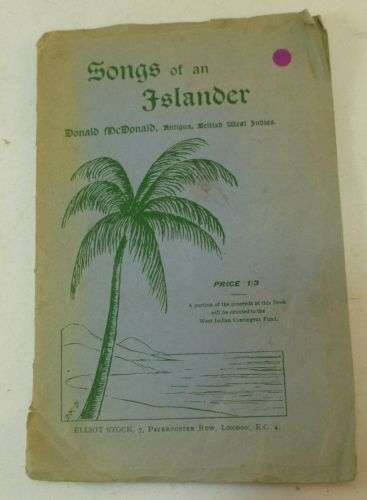 Songs of an
Islander
Donald McDonald, Antigua, British West Indies.
PRICE 1/3
A portion of the proceeds of this Book
will be devoted to the
West Indian Contingent Fund.
ELLIOT STOCK, 7, Paternoster Row, London, E.C. 4.